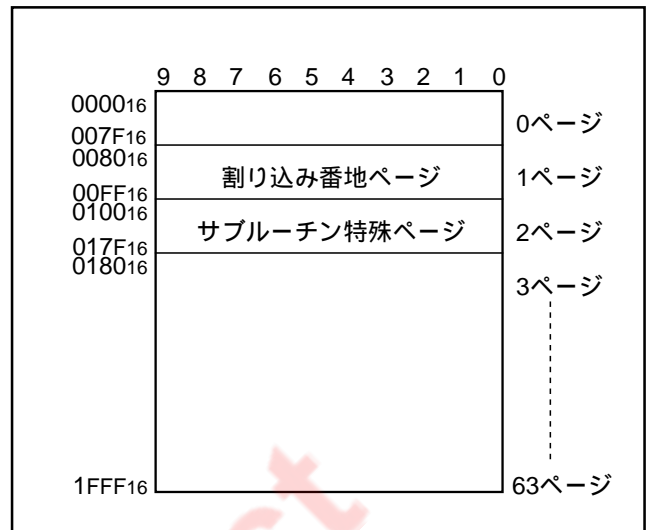 9 8 7 6 5 4 3 2 1 0
000016
0ページ
007F16
008016
割り込み番地ページ 1ページ
00FF16
010016
サブルーチン特殊ページ 2ページ
017F16
018016
3ページ
1FFF16 63ページ